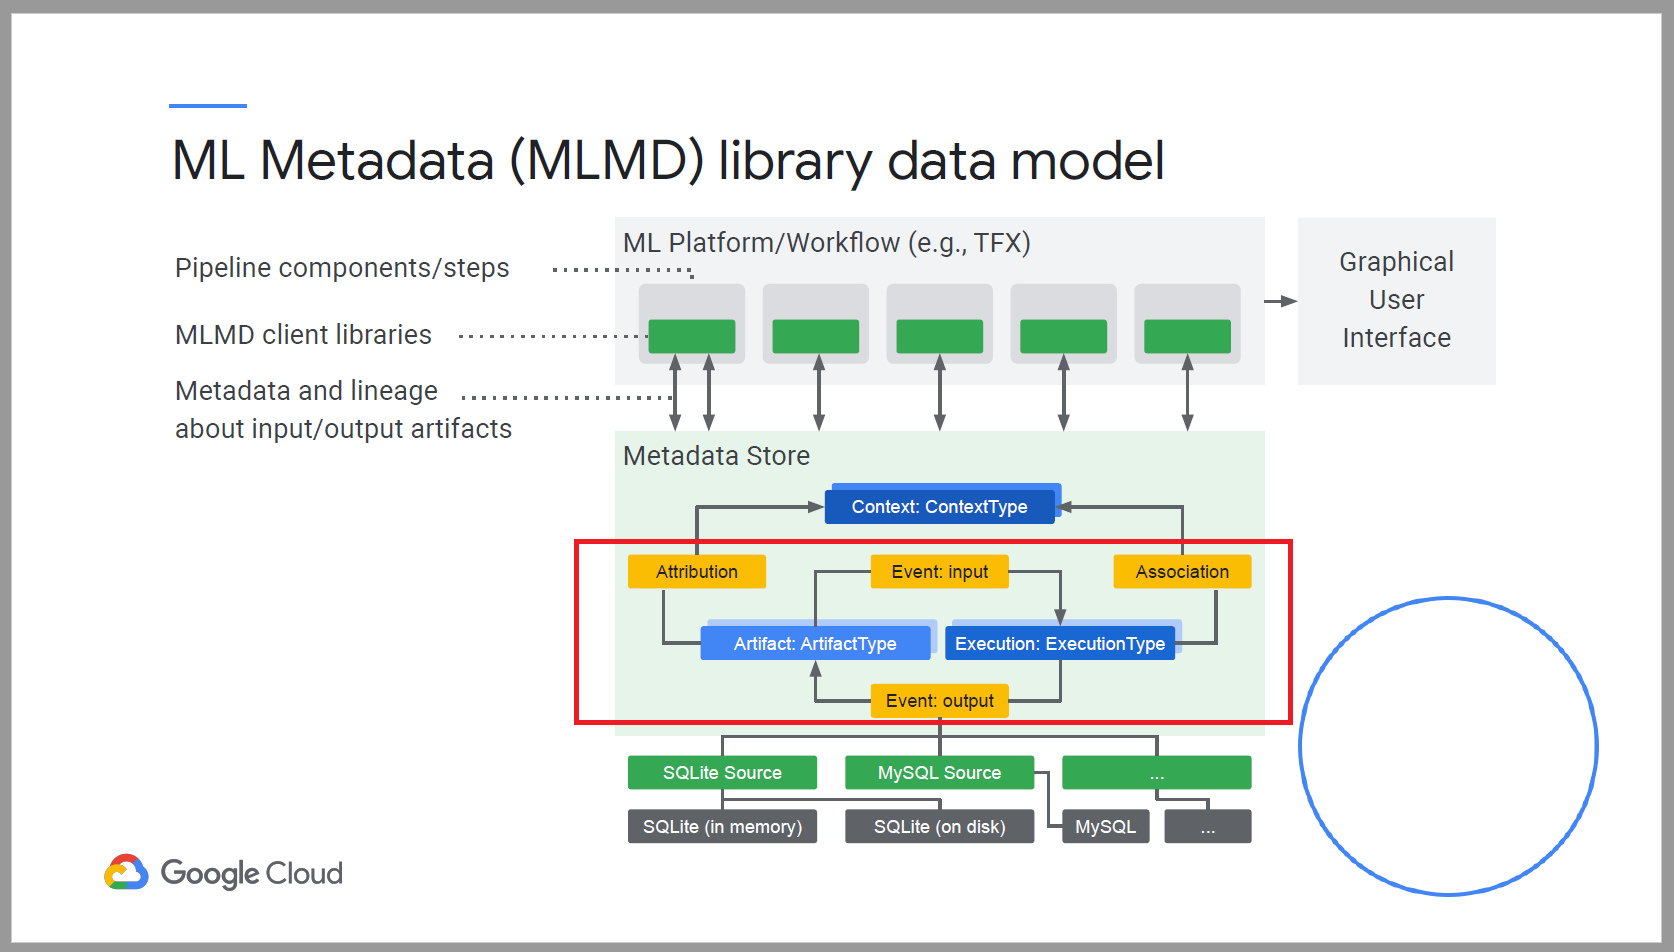 ML Metadata (MLMD) library data model
Pipeline components/steps
MLMD client libraries
Metadata and lineage
about input/output artifacts
ML Platform/Workflow (e.g., TFX)
Graphical
User
Interface
Metadata Store
Context: ContextType
Attribution
Event: input
Association
Artifact: ArtifactType
Execution: ExecutionType
Event: output
SQLite Source
MySQL Source
...
SQLite (in memory)
SQLite (on disk)
MySQL
...
Google Cloud